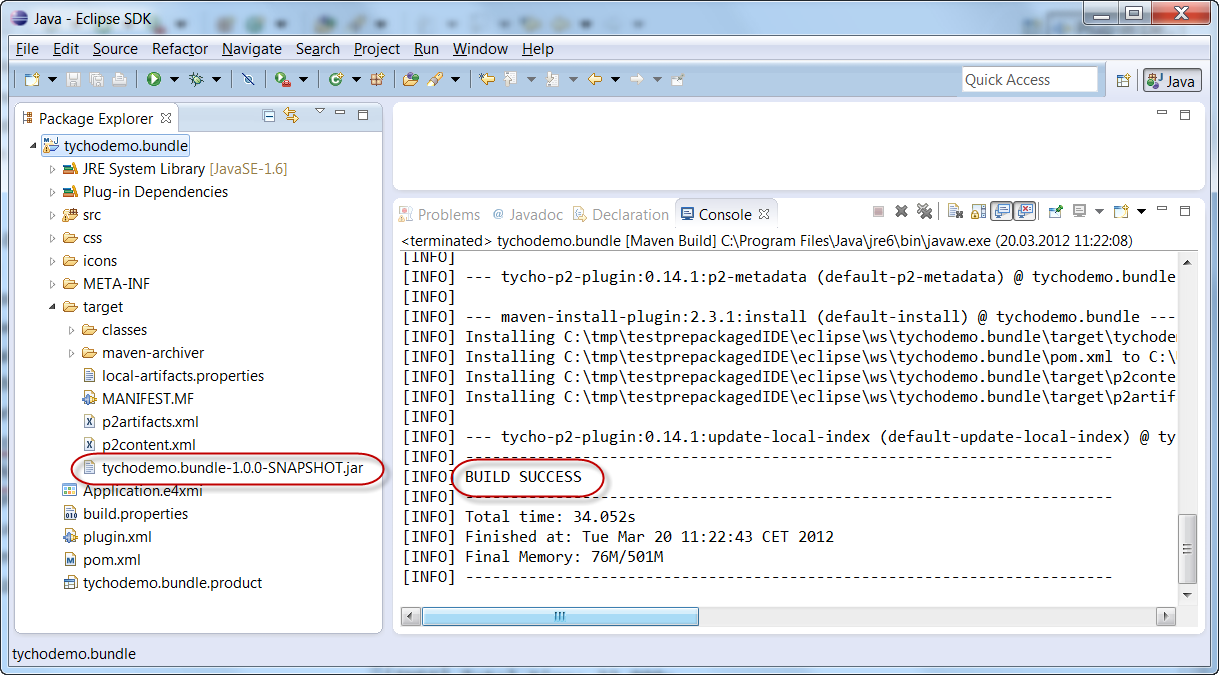 Java - Eclipse SDK
File Edit Source Refactor Navigate Search Project Run Window Help
Quick Access
Java
Package Explorer
tychodemo.bundle
JRE System Library [JavaSE-1.6]
Plug-in Dependencies
src
css
icons
META-INF
target
classes
maven-archiver
local-artifacts.properties
MANIFEST.MF
p2artifacts.xml
p2content.xml
tychodemo.bundle-1.0.0-SNAPSHOT.jar
Application.e4xmi
build.properties
plugin.xml
pom.xml
tychodemo.bundle.product
Problems @ Javadoc Declaration Console
<terminated> tychodemo.bundle [Maven Build] C:\Program Files\Java\jre6\bin\javaw.exe (20.03.2012 11:22:08)
[INFO]
[INFO] --- tycho-p2-plugin:0.14.1:p2-metadata (default-p2-metadata) @ tychodemo.bundle
[INFO]
[INFO] --- maven-install-plugin:2.3.1:install (default-install) @ tychodemo.bundle ---
[INFO] Installing C:\tmp\testprepackagedIDE\eclipse\ws\tychodemo.bundle\target\tychode
[INFO] Installing C:\tmp\testprepackagedIDE\eclipse\ws\tychodemo.bundle\pom.xml to C:\
[INFO] Installing C:\tmp\testprepackagedIDE\eclipse\ws\tychodemo.bundle\target\p2conte
[INFO] Installing C:\tmp\testprepackagedIDE\eclipse\ws\tychodemo.bundle\target\p2artif
[INFO]
[INFO] --- tycho-p2-plugin:0.14.1:update-local-index (default-update-local-index) @ ty
[INFO] ------------------------------------------------------------------------
[INFO] BUILD SUCCESS
[INFO] ------------------------------------------------------------------------
[INFO] Total time: 34.052s
[INFO] Finished at: Tue Mar 20 11:22:43 CET 2012
[INFO] Final Memory: 76M/501M
[INFO] ------------------------------------------------------------------------
tychodemo.bundle